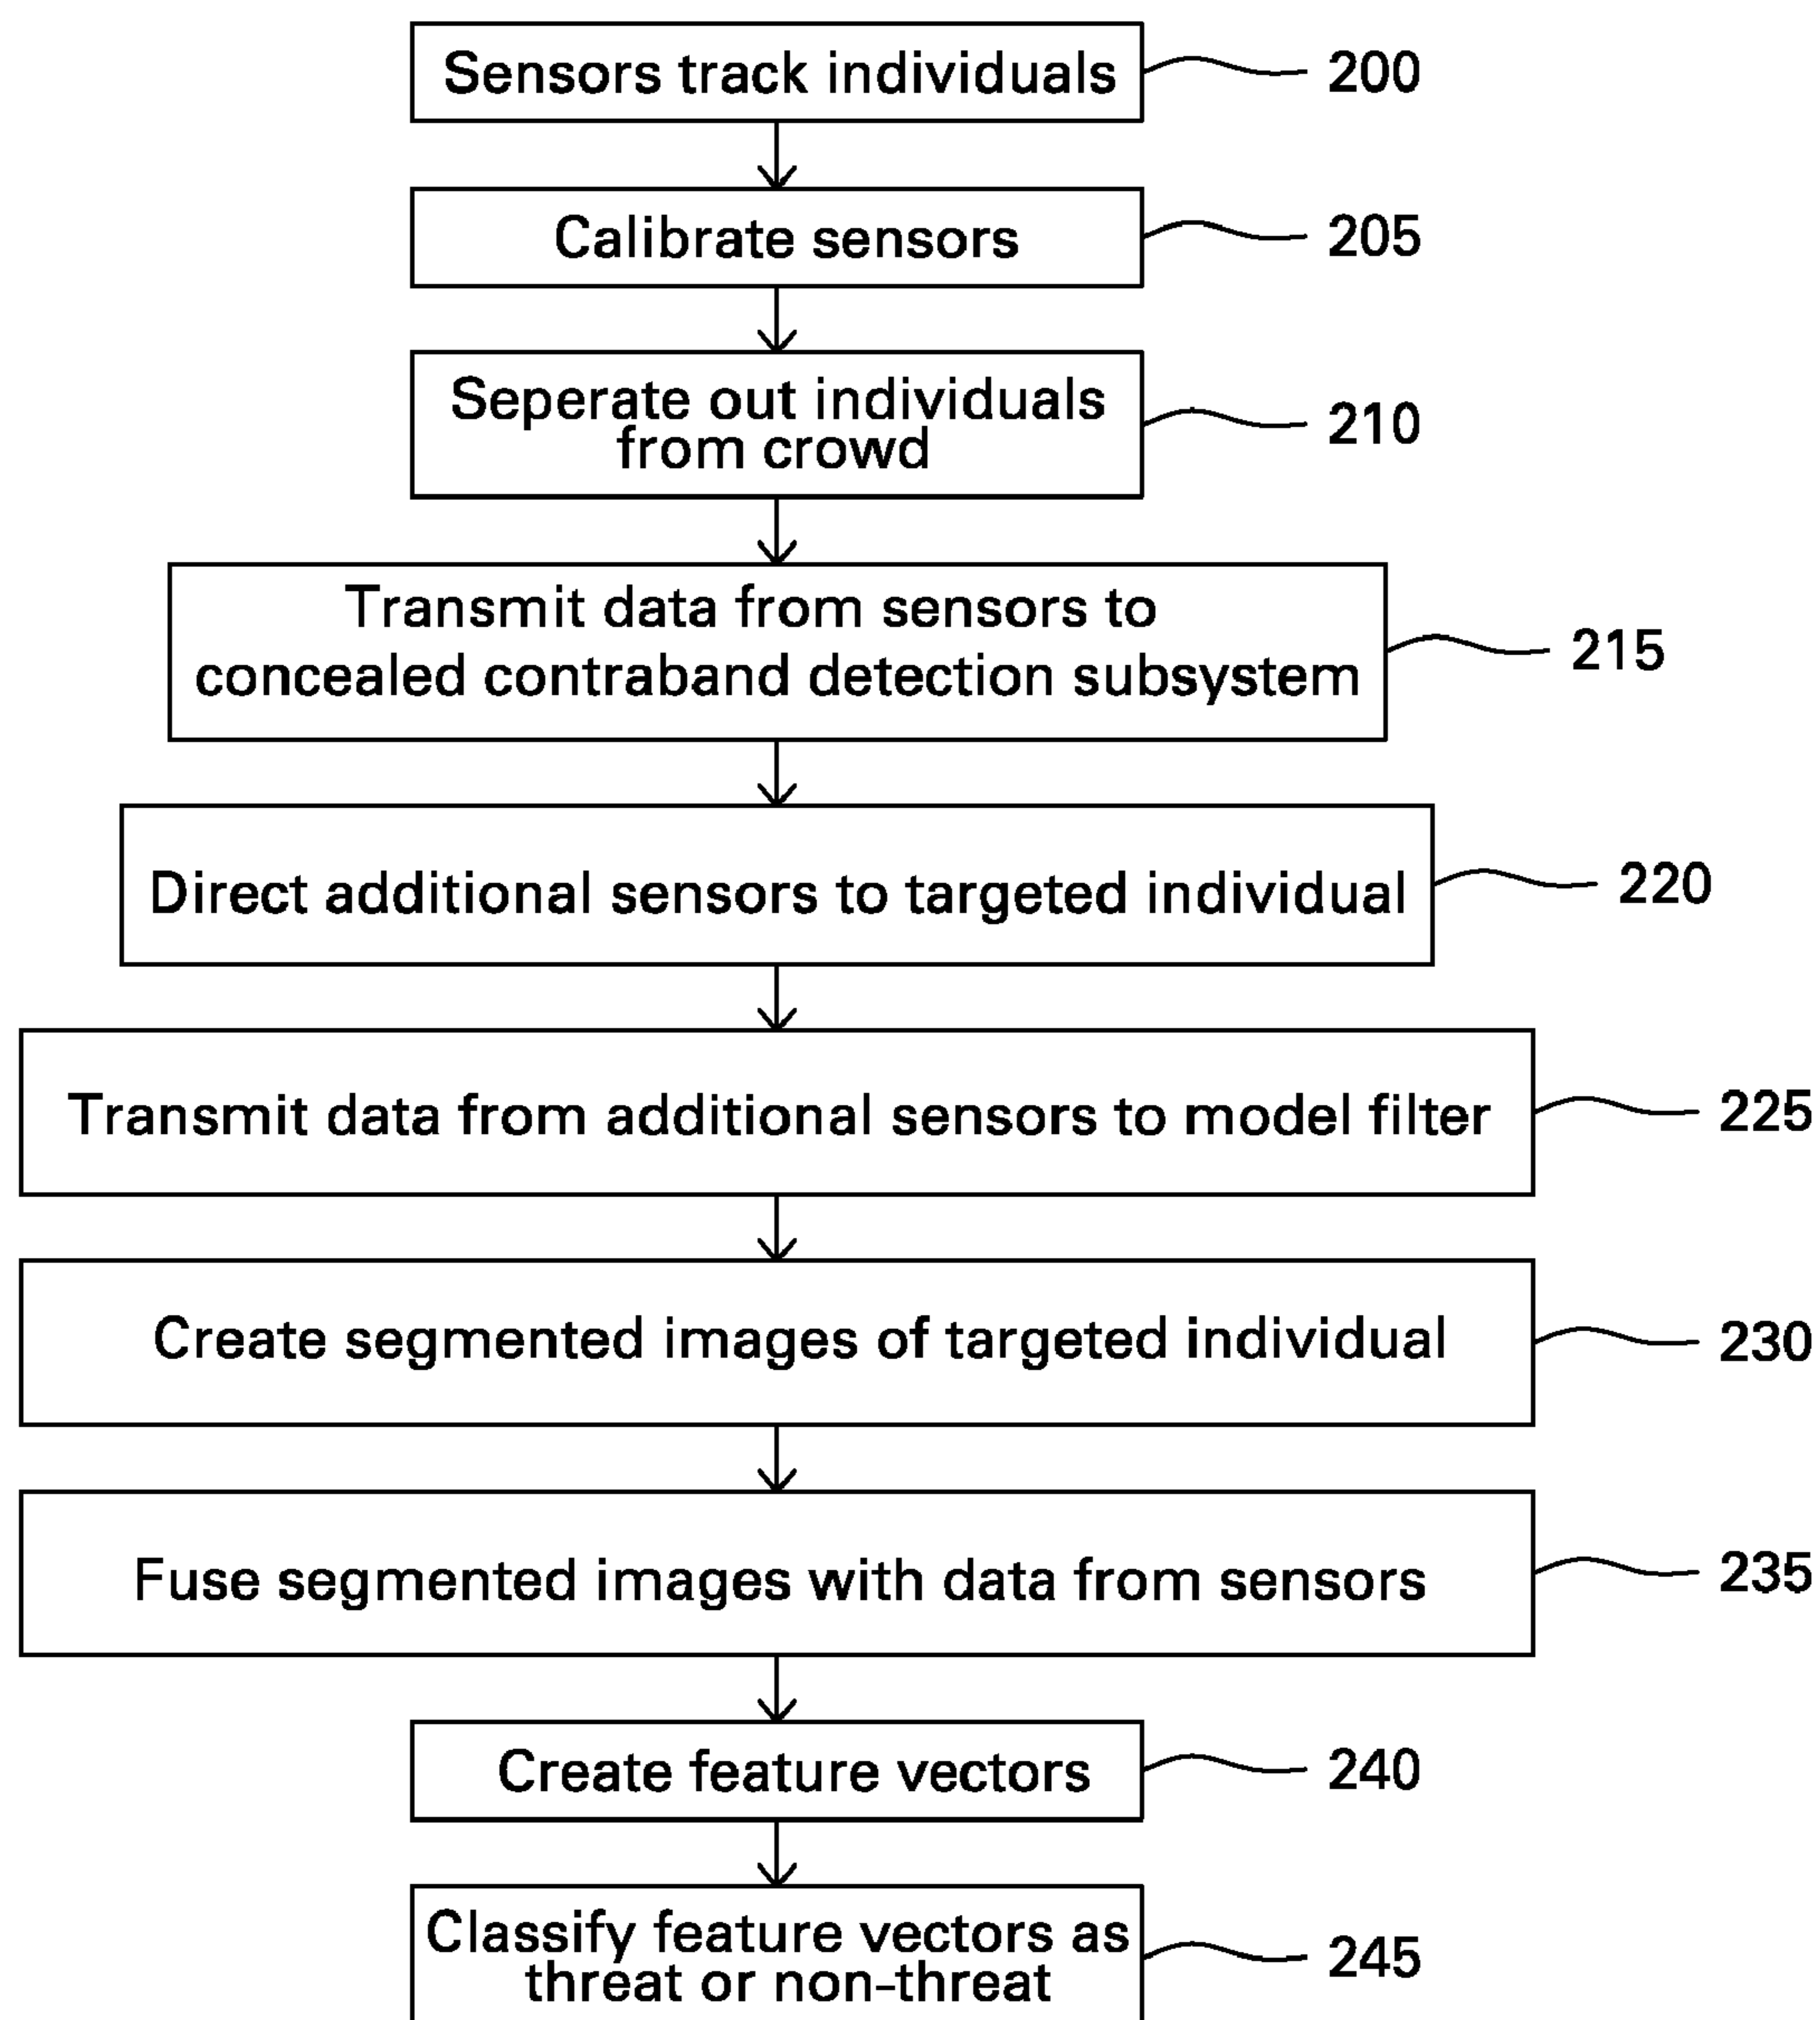 Sensors track individuals
200
Calibrate sensors
205
Seperate out individuals
from crowd
210
Transmit data from sensors to
concealed contraband detection subsystem
215
Direct additional sensors to targeted individual
220
Transmit data from additional sensors to model filter
225
Create segmented images of targeted individual
230
Fuse segmented images with data from sensors
235
Create feature vectors
240
Classify feature vectors as
threat or non-threat
245